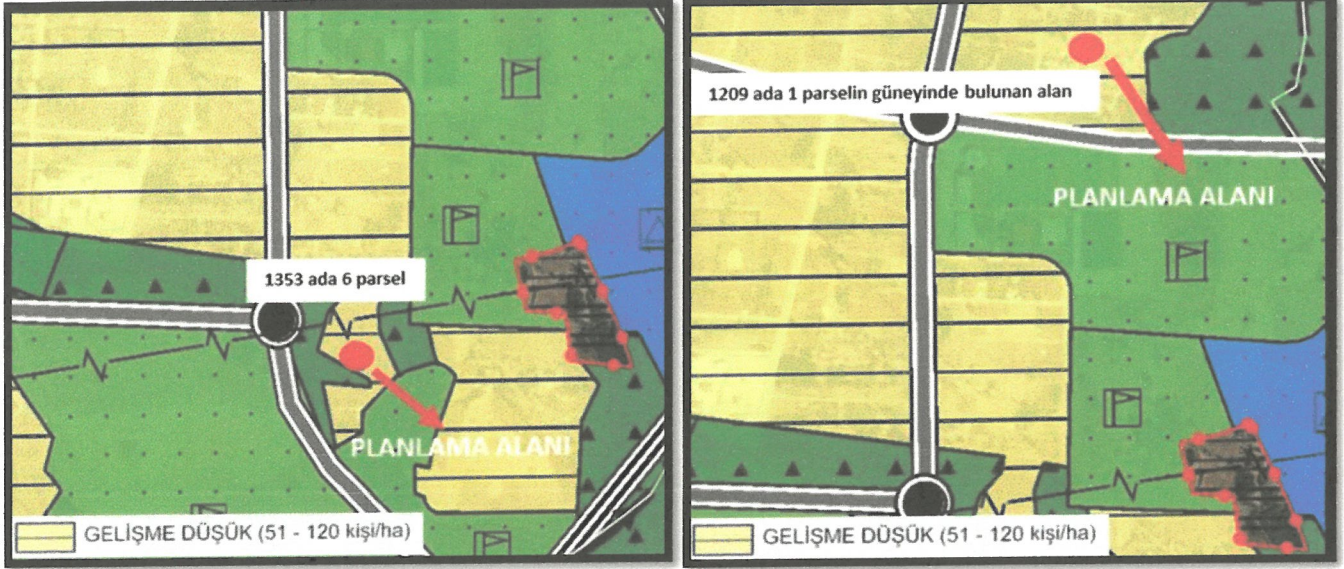 1353 ada 6 parsel
PLANLAMA ALANI
GELİŞME DÜŞÜK (51 - 120 kişi/ha)
1209 ada 1 parselin güneyinde bulunan alan
PLANLAMA ALANI
GELİŞME DÜŞÜK (51 - 120 kişi/ha)